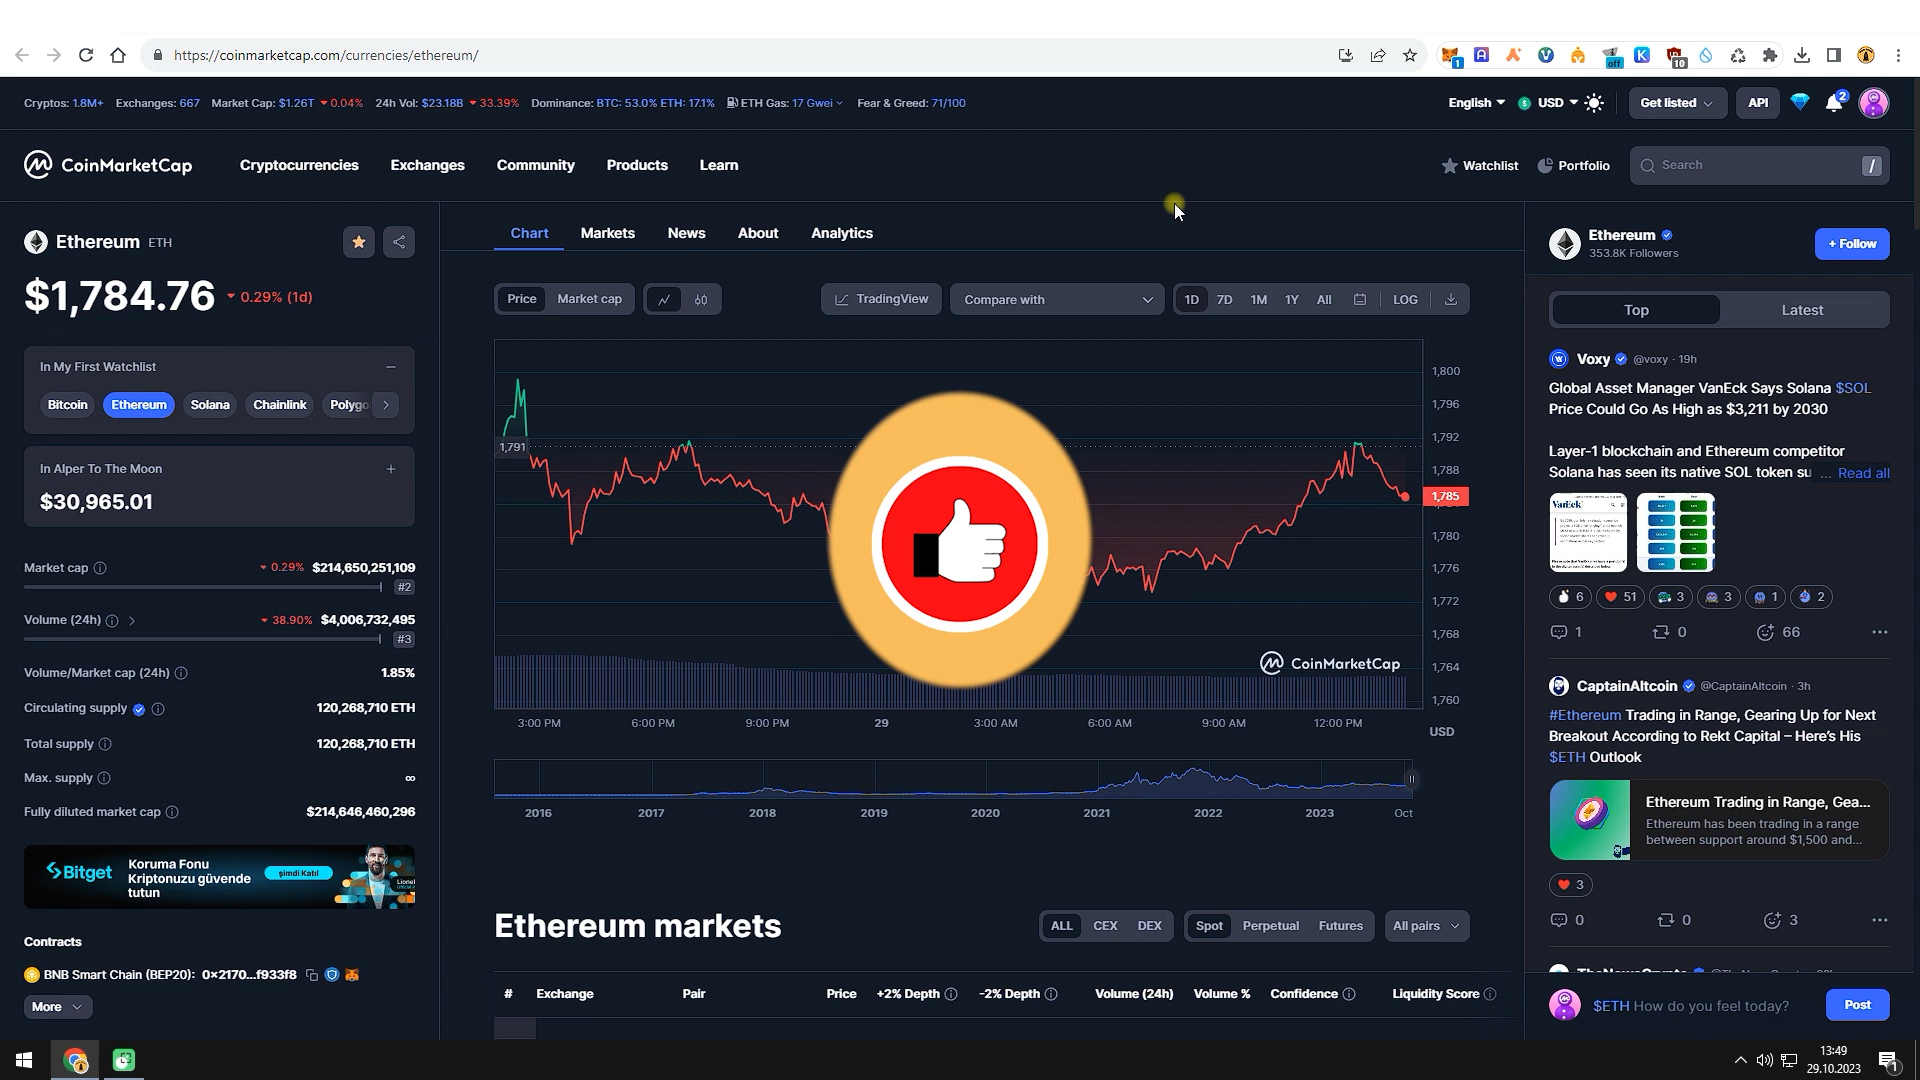 https://coinmarketcap.com/currencies/ethereum/
1
off
10
Cryptos: 1.8M+ Exchanges: 667 Market Cap: $1.26T 0.04% 24h Vol: $23.18B 33.39% Dominance: BTC: 53.0% ETH: 17.1% ETH Gas: 17 Gwei Fear & Greed: 71/100
English USD Get listed API 2
CoinMarketCap Cryptocurrencies Exchanges Community Products Learn
Watchlist Portfolio Search /
Ethereum ETH
$1,784.76 0.29% (1d)
In My First Watchlist
Bitcoin Ethereum Solana Chainlink Polygo
In Alper To The Moon
$30,965.01
Market cap 0.29% $214,650,251,109
#2
Volume (24h) 38.90% $4,006,732,495
#3
Volume/Market cap (24h) 1.85%
Circulating supply 120,268,710 ETH
Total supply 120,268,710 ETH
Max. supply ∞
Fully diluted market cap $214,646,460,296
Bitget
Koruma Fonu
Kriptonuzu güvende
tutun
Şimdi Katıl
Contracts
BNB Smart Chain (BEP20): 0x2170...f933f8
More
Chart Markets News About Analytics
Price Market cap TradingView Compare with 1D 7D 1M 1Y All LOG
1,791
1,800
1,796
1,792
1,788
1,785
1,780
1,776
1,772
1,768
1,764
1,760
CoinMarketCap
3:00 PM 6:00 PM 9:00 PM 29 3:00 AM 6:00 AM 9:00 AM 12:00 PM
USD
2016 2017 2018 2019 2020 2021 2022 2023 Oct
Ethereum markets
ALL CEX DEX Spot Perpetual Futures All pairs
# Exchange Pair Price +2% Depth -2% Depth Volume (24h) Volume % Confidence Liquidity Score
Ethereum
353.8K Followers
+ Follow
Top Latest
Voxy @voxy · 19h
Global Asset Manager VanEck Says Solana $SOL
Price Could Go As High as $3,211 by 2030
Layer-1 blockchain and Ethereum competitor
Solana has seen its native SOL token su ... Read all
VanEck
6 51 3 3 1 2
1 0 66
CaptainAltcoin @CaptainAltcoin · 3h
#Ethereum Trading in Range, Gearing Up for Next
Breakout According to Rekt Capital – Here's His
$ETH Outlook
Ethereum Trading in Range, Gea...
Ethereum has been trading in a range
between support around $1,500 and...
3
0 0 3
$ETH How do you feel today? Post
13:49
29.10.2023
1